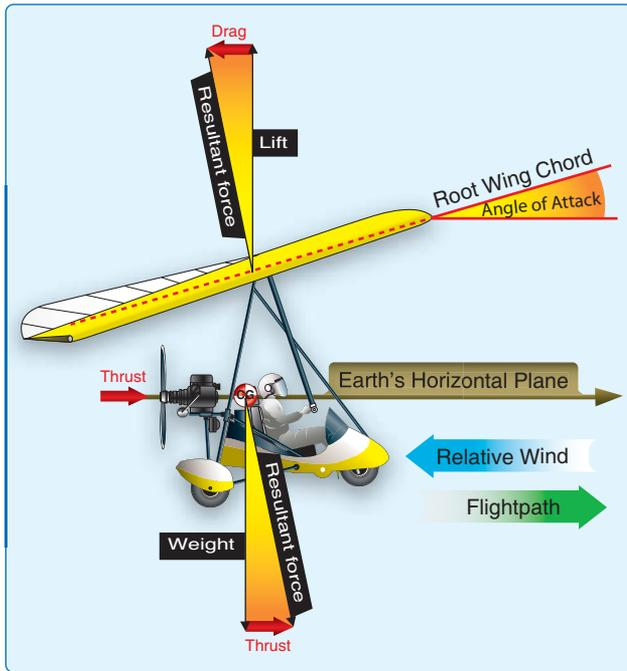 Drag
Resultant force
Lift
Root Wing Chord
Angle of Attack
Thrust
CG
Earth's Horizontal Plane
Relative Wind
Flightpath
Weight
Resultant force
Thrust